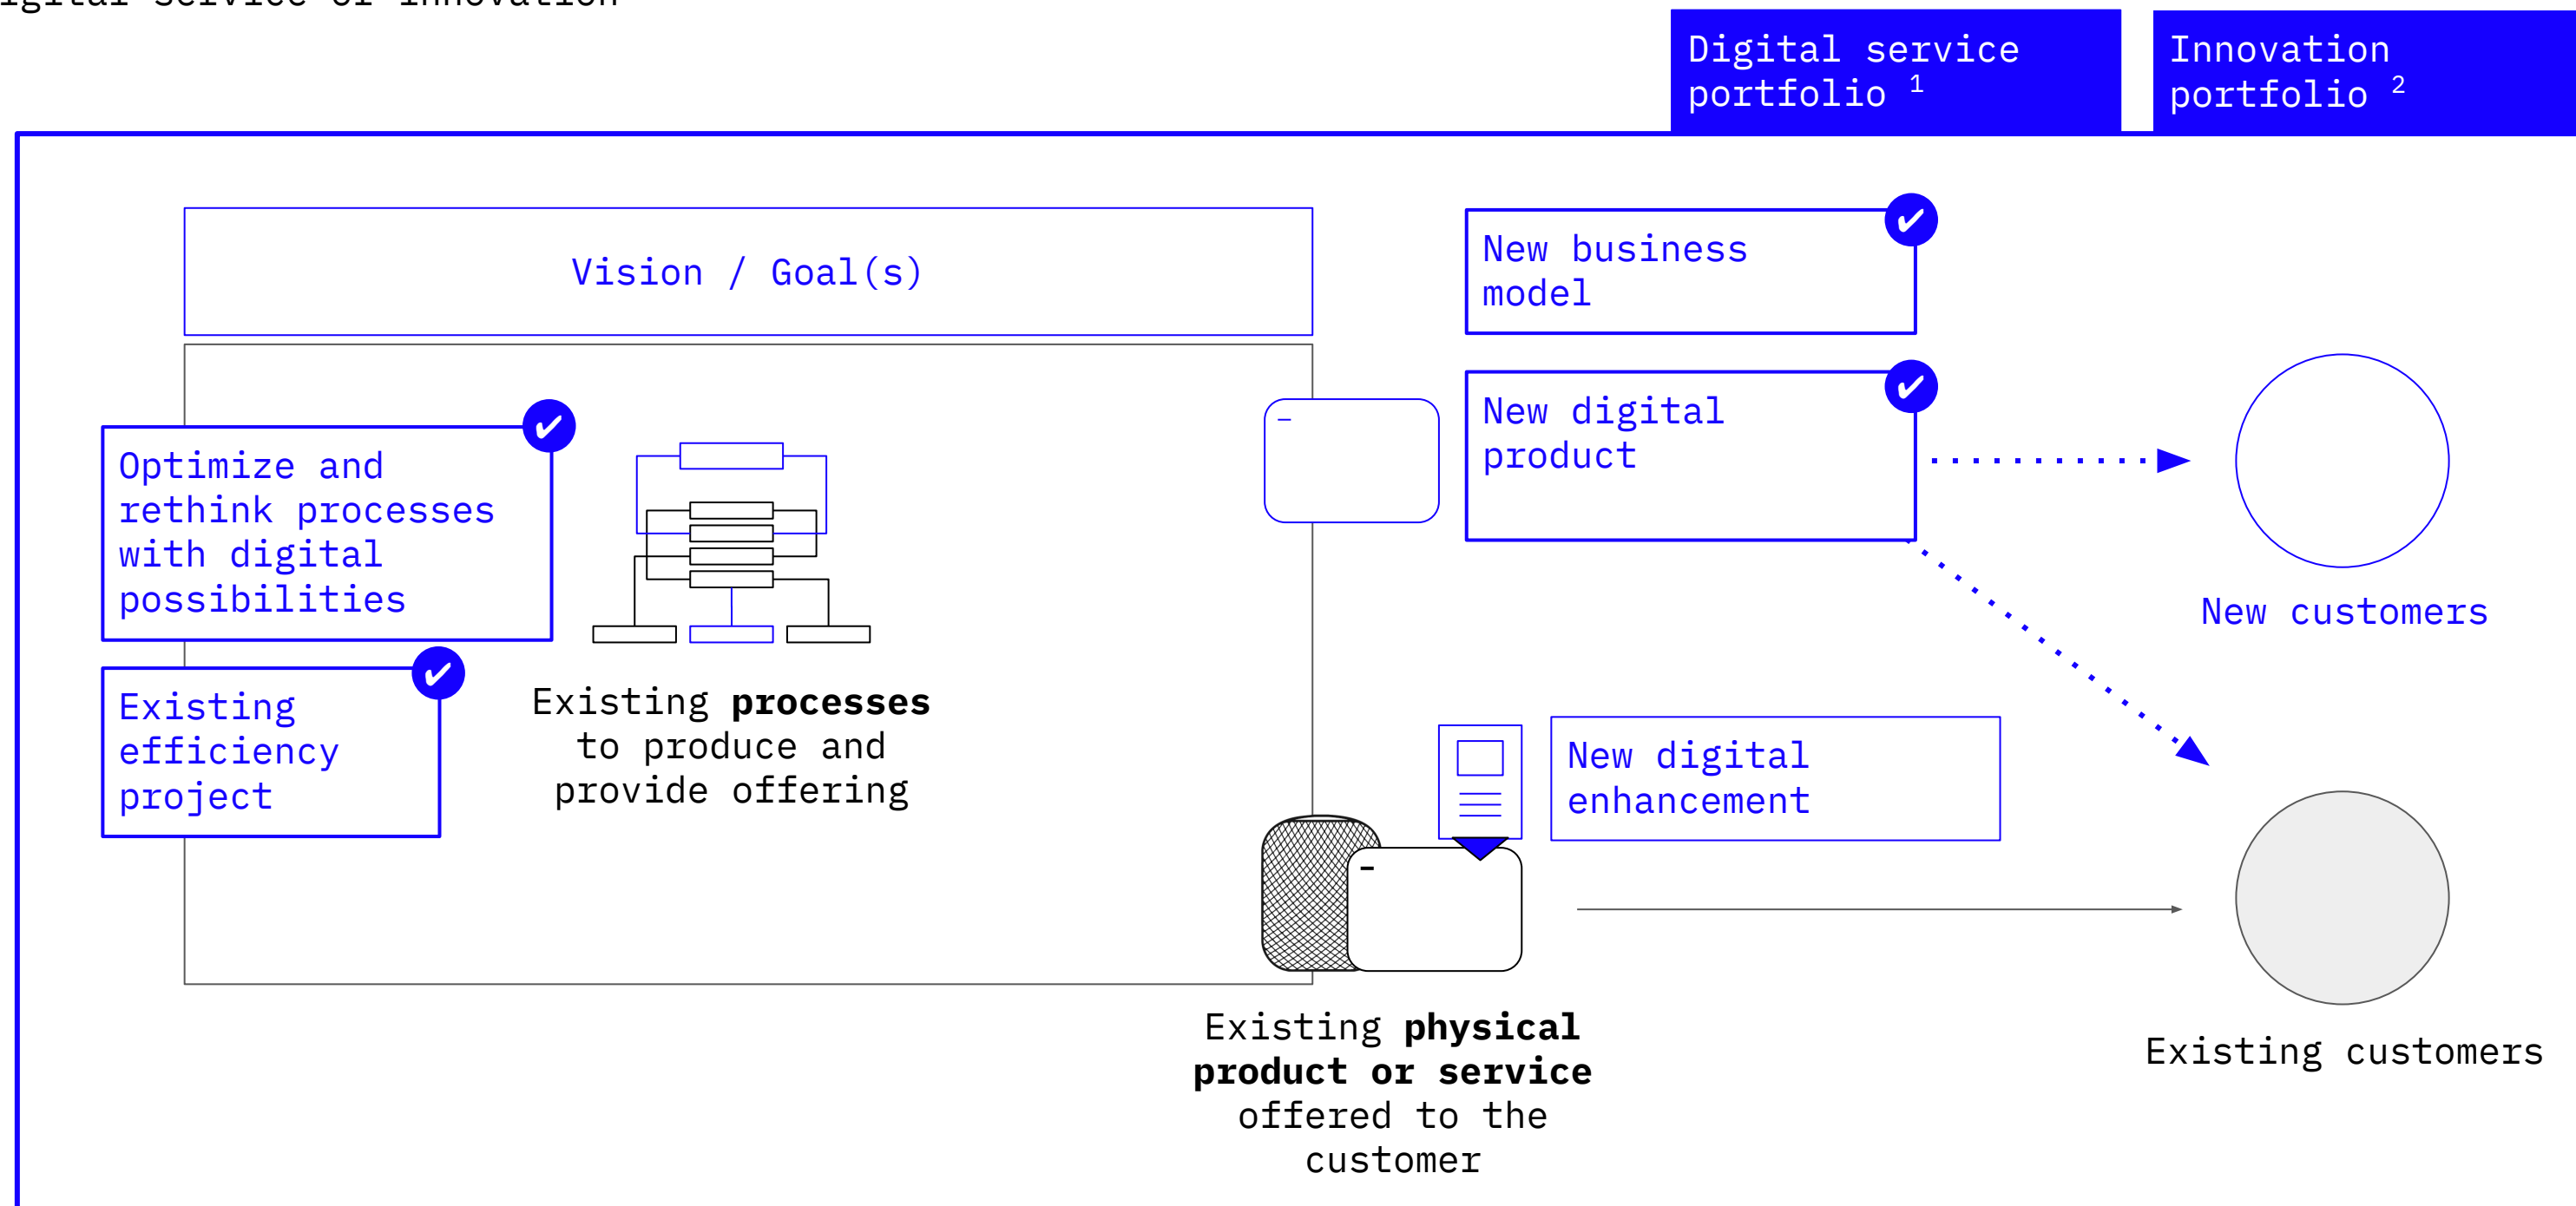 Digital service
portfolio 1
Innovation
portfolio 2
Vision / Goal(s)
New business
model
New digital
product
Optimize and
rethink processes
with digital
possibilities
Existing
efficiency
project
Existing processes
to produce and
provide offering
New customers
New digital
enhancement
Existing physical
product or service
offered to the
customer
Existing customers